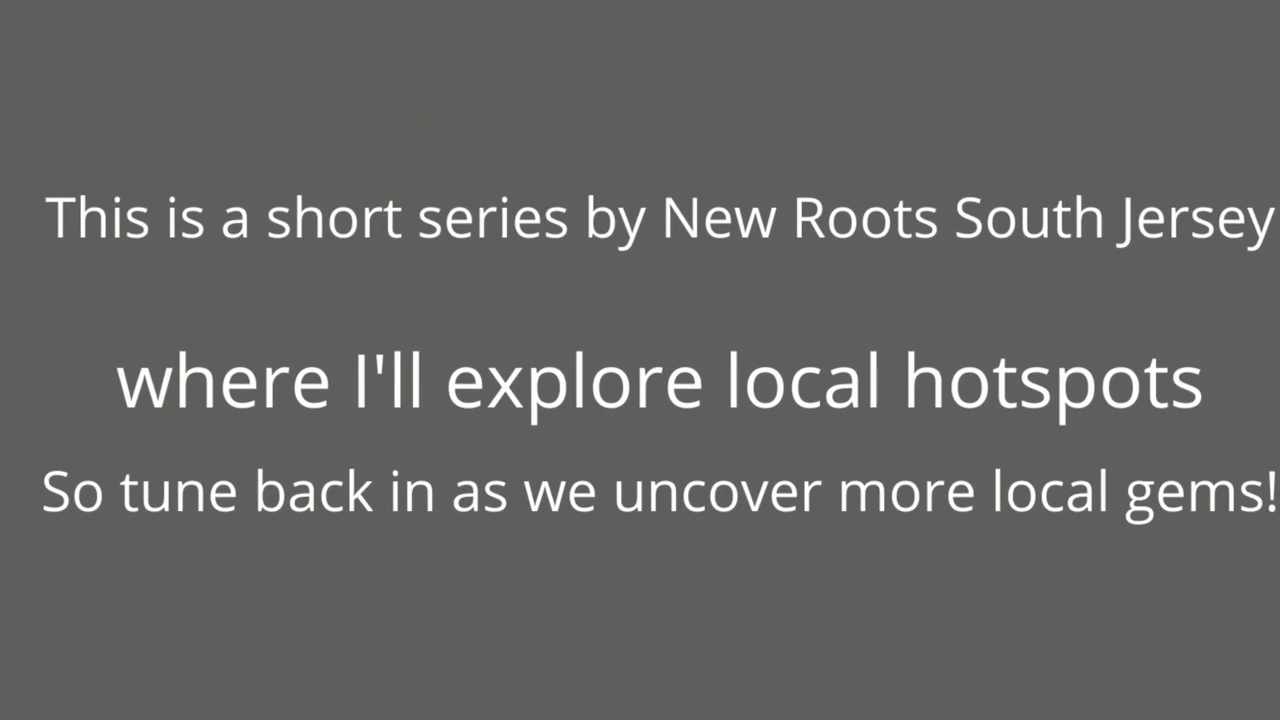 This is a short series by New Roots South Jersey
where I'll explore local hotspots
So tune back in as we uncover more local gems!